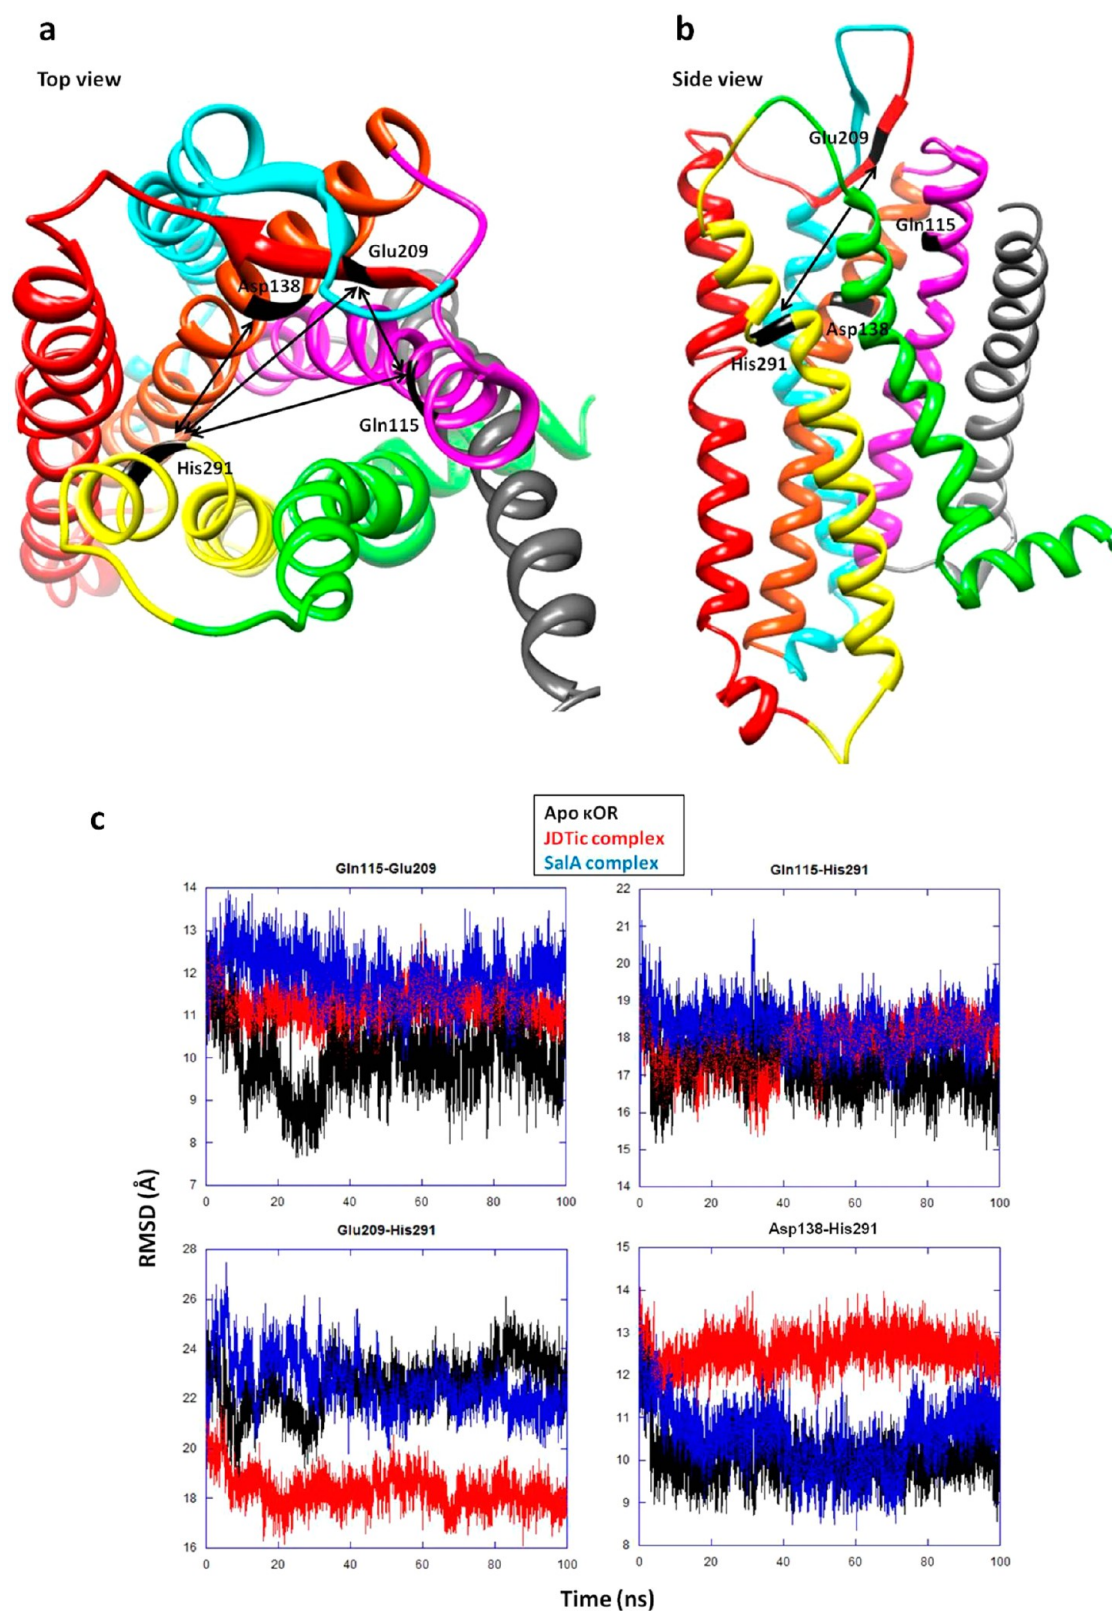 a
b
Top view
Side view
Glu209
Asp138
Gln115
His291
Glu209
Gln115
Asp138
His291
c
Apo κOR
JDTic complex
SalA complex
Gln115-Glu209
Gln115-His291
14
13
12
11
10
9
8
7
0 20 40 60 80 100
22
21
20
19
18
17
16
15
14
0 20 40 60 80 100
RMSD (Å)
Glu209-His291
Asp138-His291
28
26
24
22
20
18
16
0 20 40 60 80 100
15
14
13
12
11
10
9
8
0 20 40 60 80 100
Time (ns)